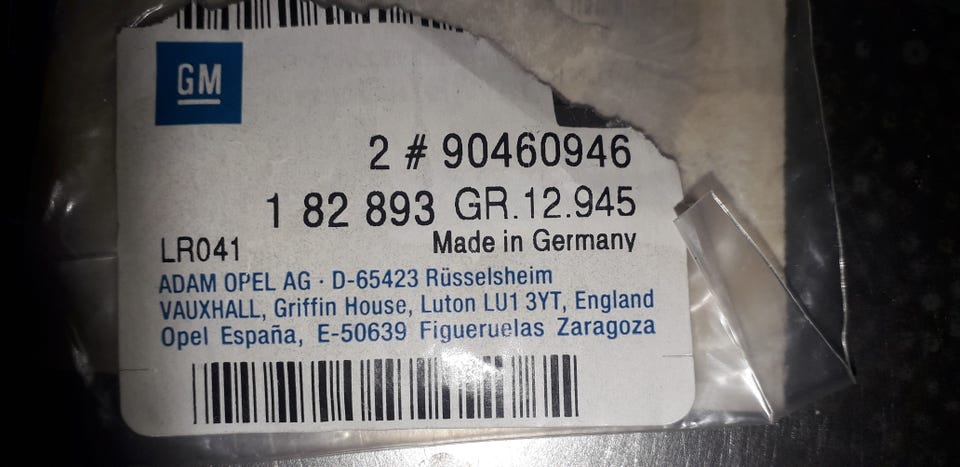 GM
2 # 90460946
1 82 893 GR.12.945
LR041 Made in Germany
ADAM OPEL AG · D-65423 Rüsselsheim
VAUXHALL, Griffin House, Luton LU1 3YT, England
Opel España, E-50639 Figueruelas Zaragoza